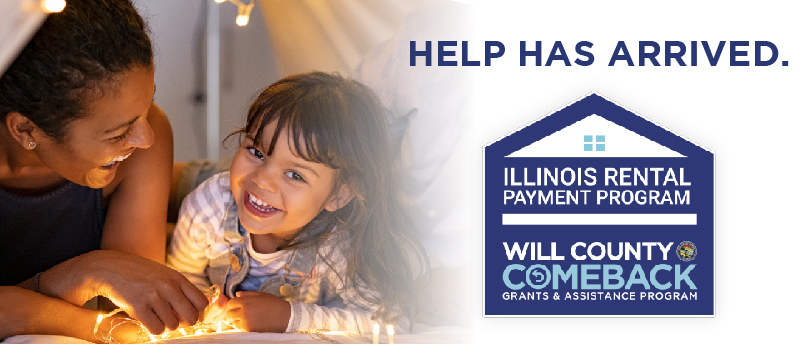 HELP HAS ARRIVED.
ILLINOIS RENTAL
PAYMENT PROGRAM
WILL COUNTY
COMEBACK
GRANTS & ASSISTANCE PROGRAM